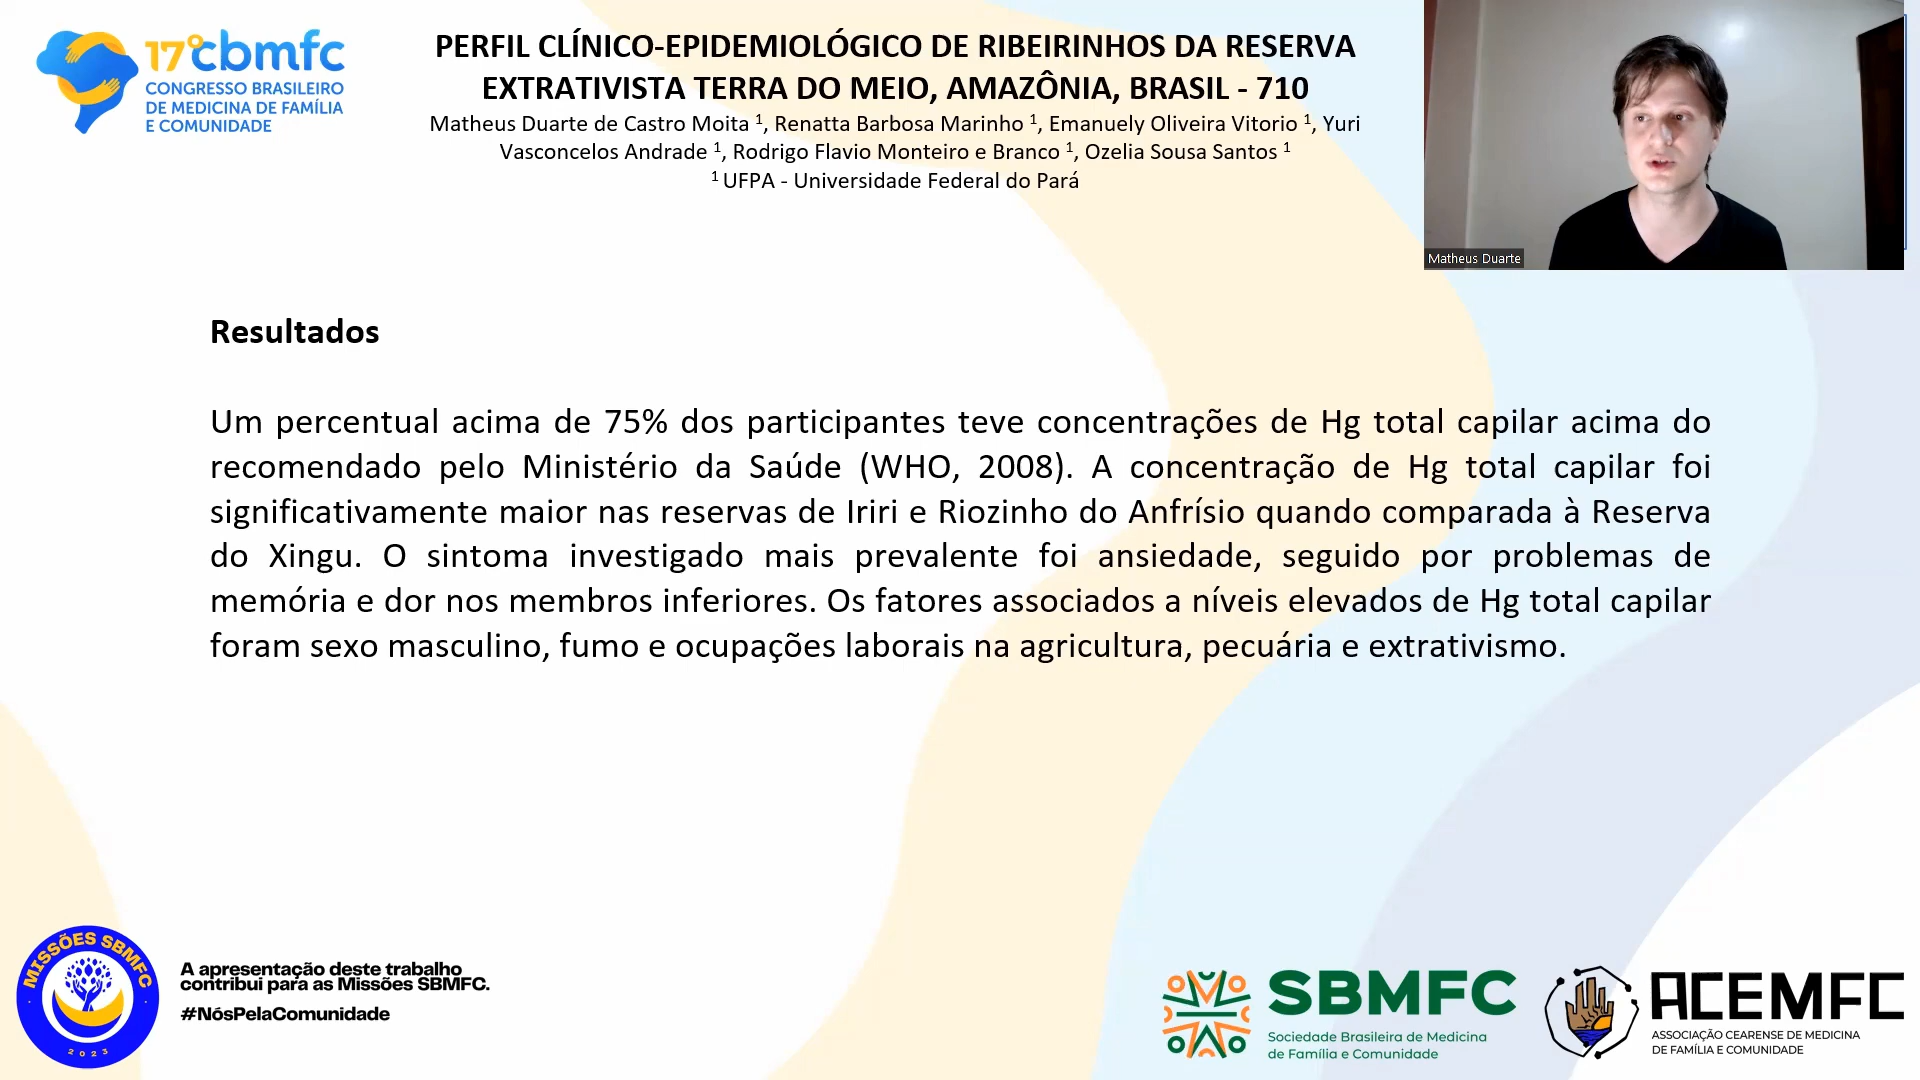 17º cbmfc
CONGRESSO BRASILEIRO
DE MEDICINA DE FAMÍLIA
E COMUNIDADE
PERFIL CLÍNICO-EPIDEMIOLÓGICO DE RIBEIRINHOS DA RESERVA
EXTRATIVISTA TERRA DO MEIO, AMAZÔNIA, BRASIL - 710
Matheus Duarte de Castro Moita ¹, Renatta Barbosa Marinho ¹, Emanuely Oliveira Vitorio ¹, Yuri
Vasconcelos Andrade ¹, Rodrigo Flavio Monteiro e Branco ¹, Ozelia Sousa Santos ¹
¹ UFPA - Universidade Federal do Pará
Matheus Duarte
Resultados
Um percentual acima de 75% dos participantes teve concentrações de Hg total capilar acima do
recomendado pelo Ministério da Saúde (WHO, 2008). A concentração de Hg total capilar foi
significativamente maior nas reservas de Iriri e Riozinho do Anfrísio quando comparada à Reserva
do Xingu. O sintoma investigado mais prevalente foi ansiedade, seguido por problemas de
memória e dor nos membros inferiores. Os fatores associados a níveis elevados de Hg total capilar
foram sexo masculino, fumo e ocupações laborais na agricultura, pecuária e extrativismo.
MISSÕES SBMFC
2023
A apresentação deste trabalho
contribui para as Missões SBMFC.
#NósPelaComunidade
SBMFC
Sociedade Brasileira de Medicina
de Família e Comunidade
ACEMFC
ASSOCIAÇÃO CEARENSE DE MEDICINA
DE FAMÍLIA E COMUNIDADE